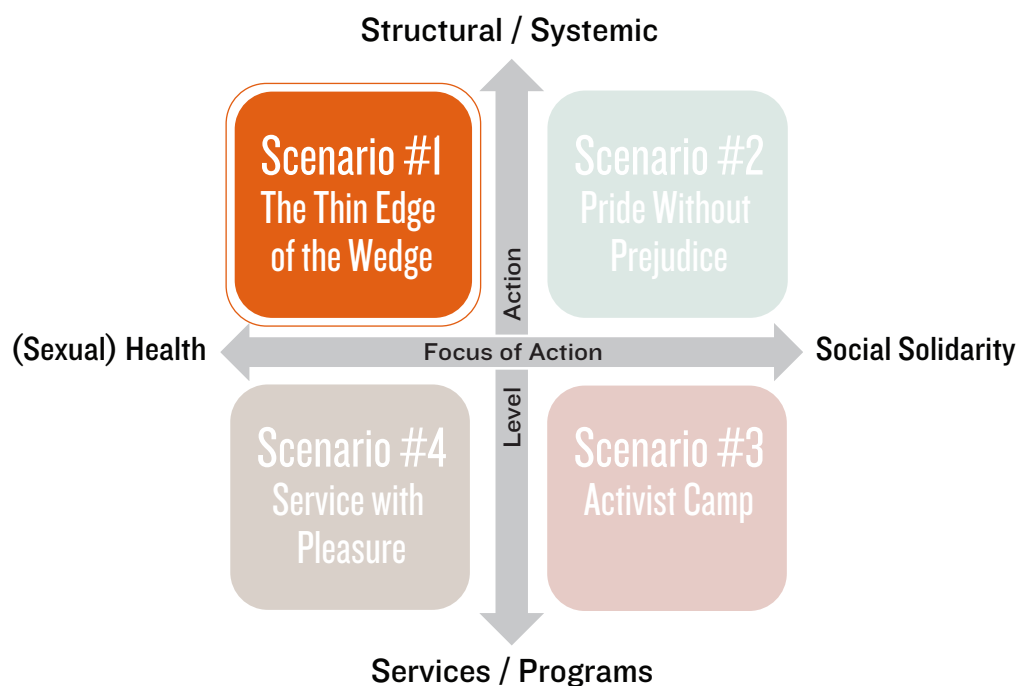 Structural / Systemic
Scenario #1
The Thin Edge
of the Wedge
Scenario #2
Pride Without
Prejudice
Action
(Sexual) Health
Focus of Action
Social Solidarity
Level
Scenario #4
Service with
Pleasure
Scenario #3
Activist Camp
Services / Programs